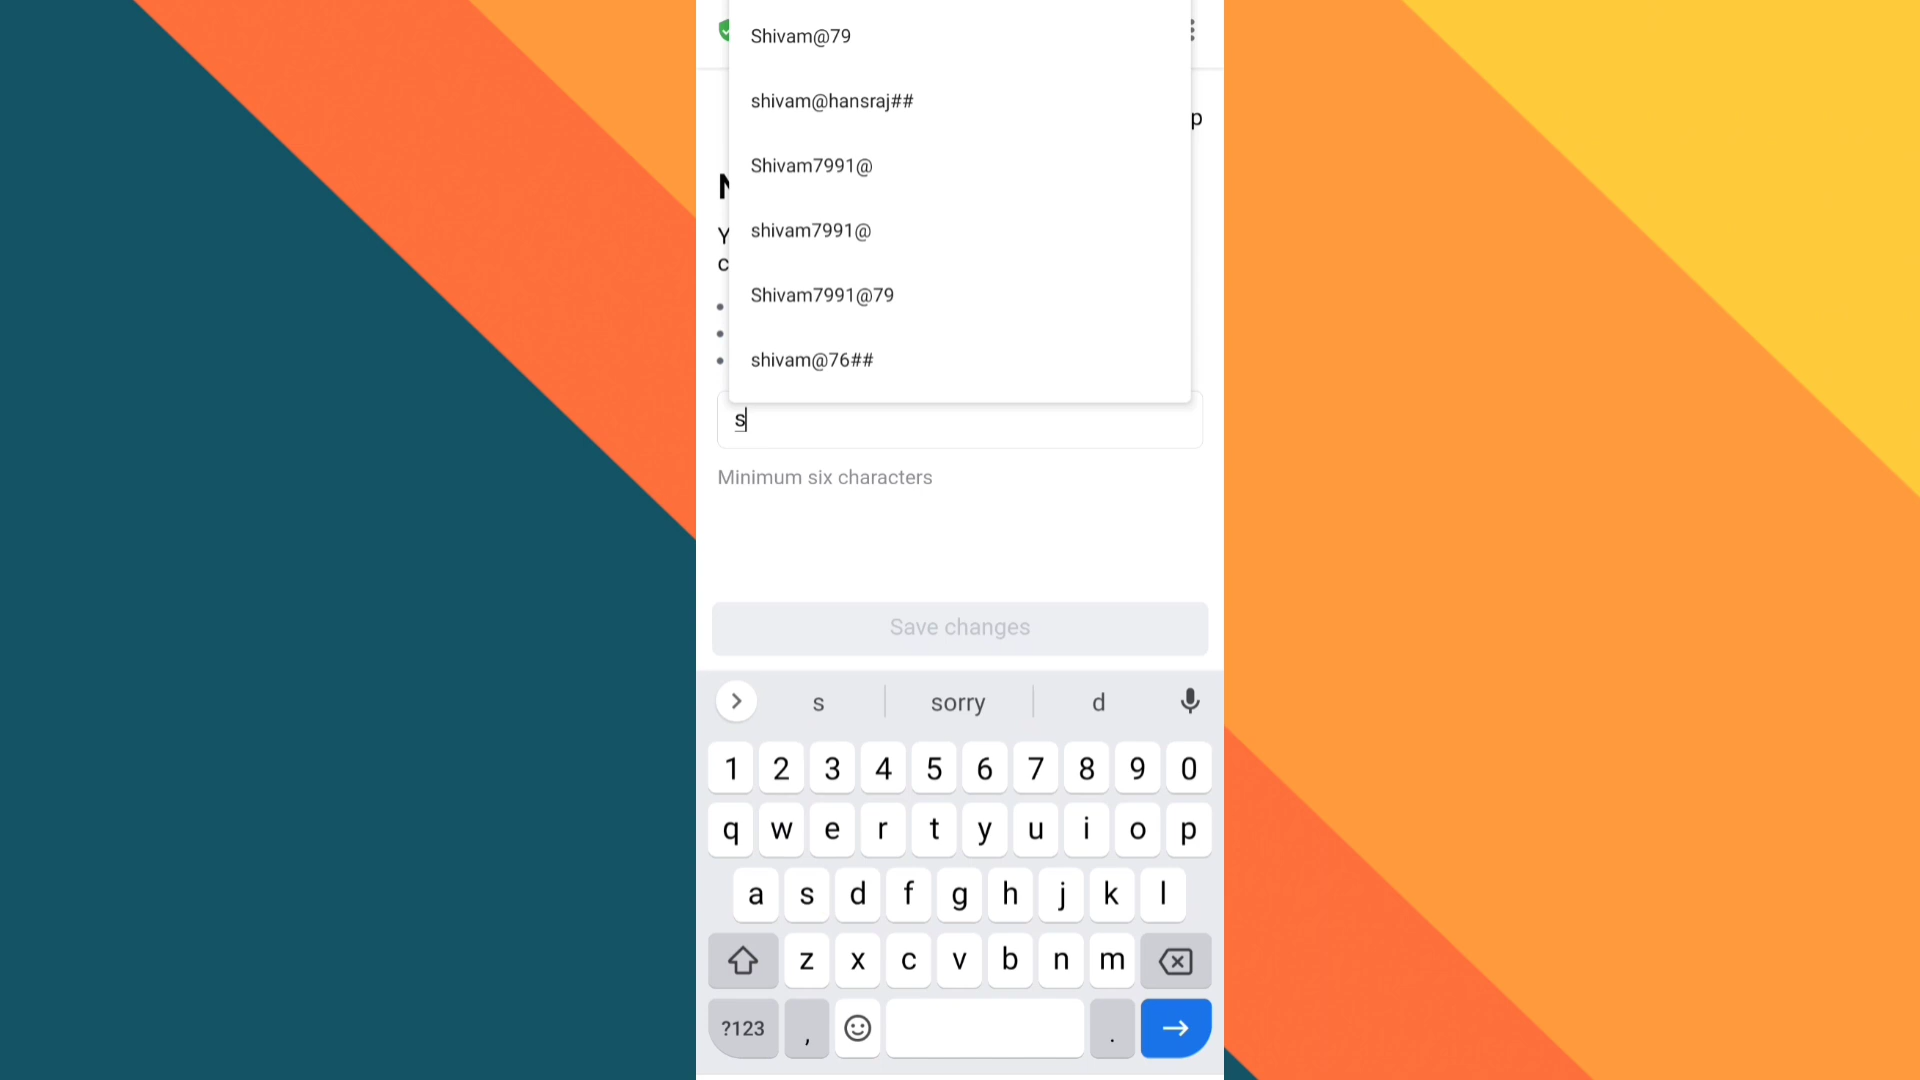 Shivam@79
shivam@hansraj##
p
Shivam7991@
N
shivam7991@
Y
c
Shivam7991@79
shivam@76##
s
Minimum six characters
Save changes
s sorry d
1 2 3 4 5 6 7 8 9 0
q w e r t y u i o p
a s d f g h j k l
z x c v b n m
?123 , .